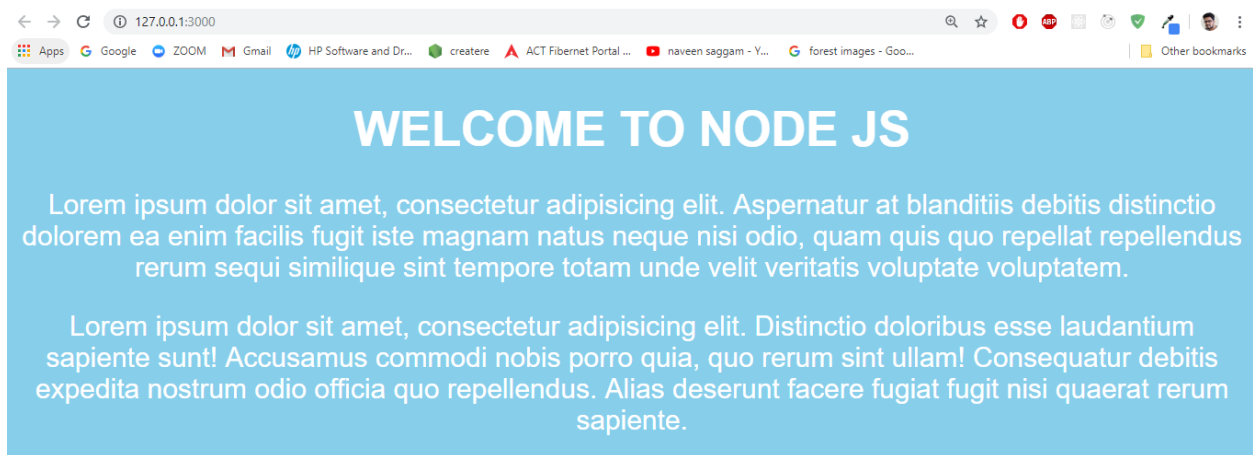 127.0.0.1:3000
ABP
Apps Google ZOOM Gmail HP Software and Dr... createre ACT Fibernet Portal ... naveen saggam - Y... forest images - Goo... Other bookmarks
WELCOME TO NODE JS
Lorem ipsum dolor sit amet, consectetur adipisicing elit. Aspernatur at blanditiis debitis distinctio
dolorem ea enim facilis fugit iste magnam natus neque nisi odio, quam quis quo repellat repellendus
rerum sequi similique sint tempore totam unde velit veritatis voluptate voluptatem.
Lorem ipsum dolor sit amet, consectetur adipisicing elit. Distinctio doloribus esse laudantium
sapiente sunt! Accusamus commodi nobis porro quia, quo rerum sint ullam! Consequatur debitis
expedita nostrum odio officia quo repellendus. Alias deserunt facere fugiat fugit nisi quaerat rerum
sapiente.